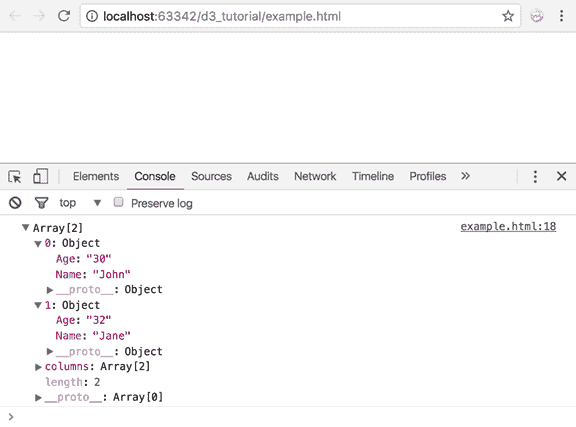 localhost:63342/d3_tutorial/example.html
Elements Console Sources Audits Network Timeline Profiles »
top Preserve log
Array[2] example.html:18
0: Object
Age: "30"
Name: "John"
__proto__: Object
1: Object
Age: "32"
Name: "Jane"
__proto__: Object
columns: Array[2]
length: 2
__proto__: Array[0]
>